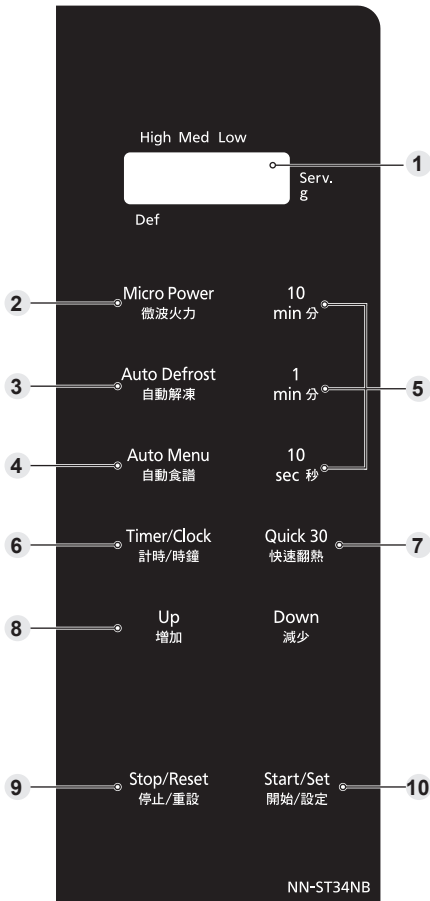 High Med Low
1
Serv.
g
Def
2
Micro Power
微波火力
10
min 分
3
Auto Defrost
自動解凍
1
min 分
5
4
Auto Menu
自動食譜
10
sec 秒
6
Timer/Clock
計時/時鐘
Quick 30
快速翻熱
7
8
Up
增加
Down
減少
9
Stop/Reset
停止/重設
Start/Set
開始/設定
10
NN-ST34NB